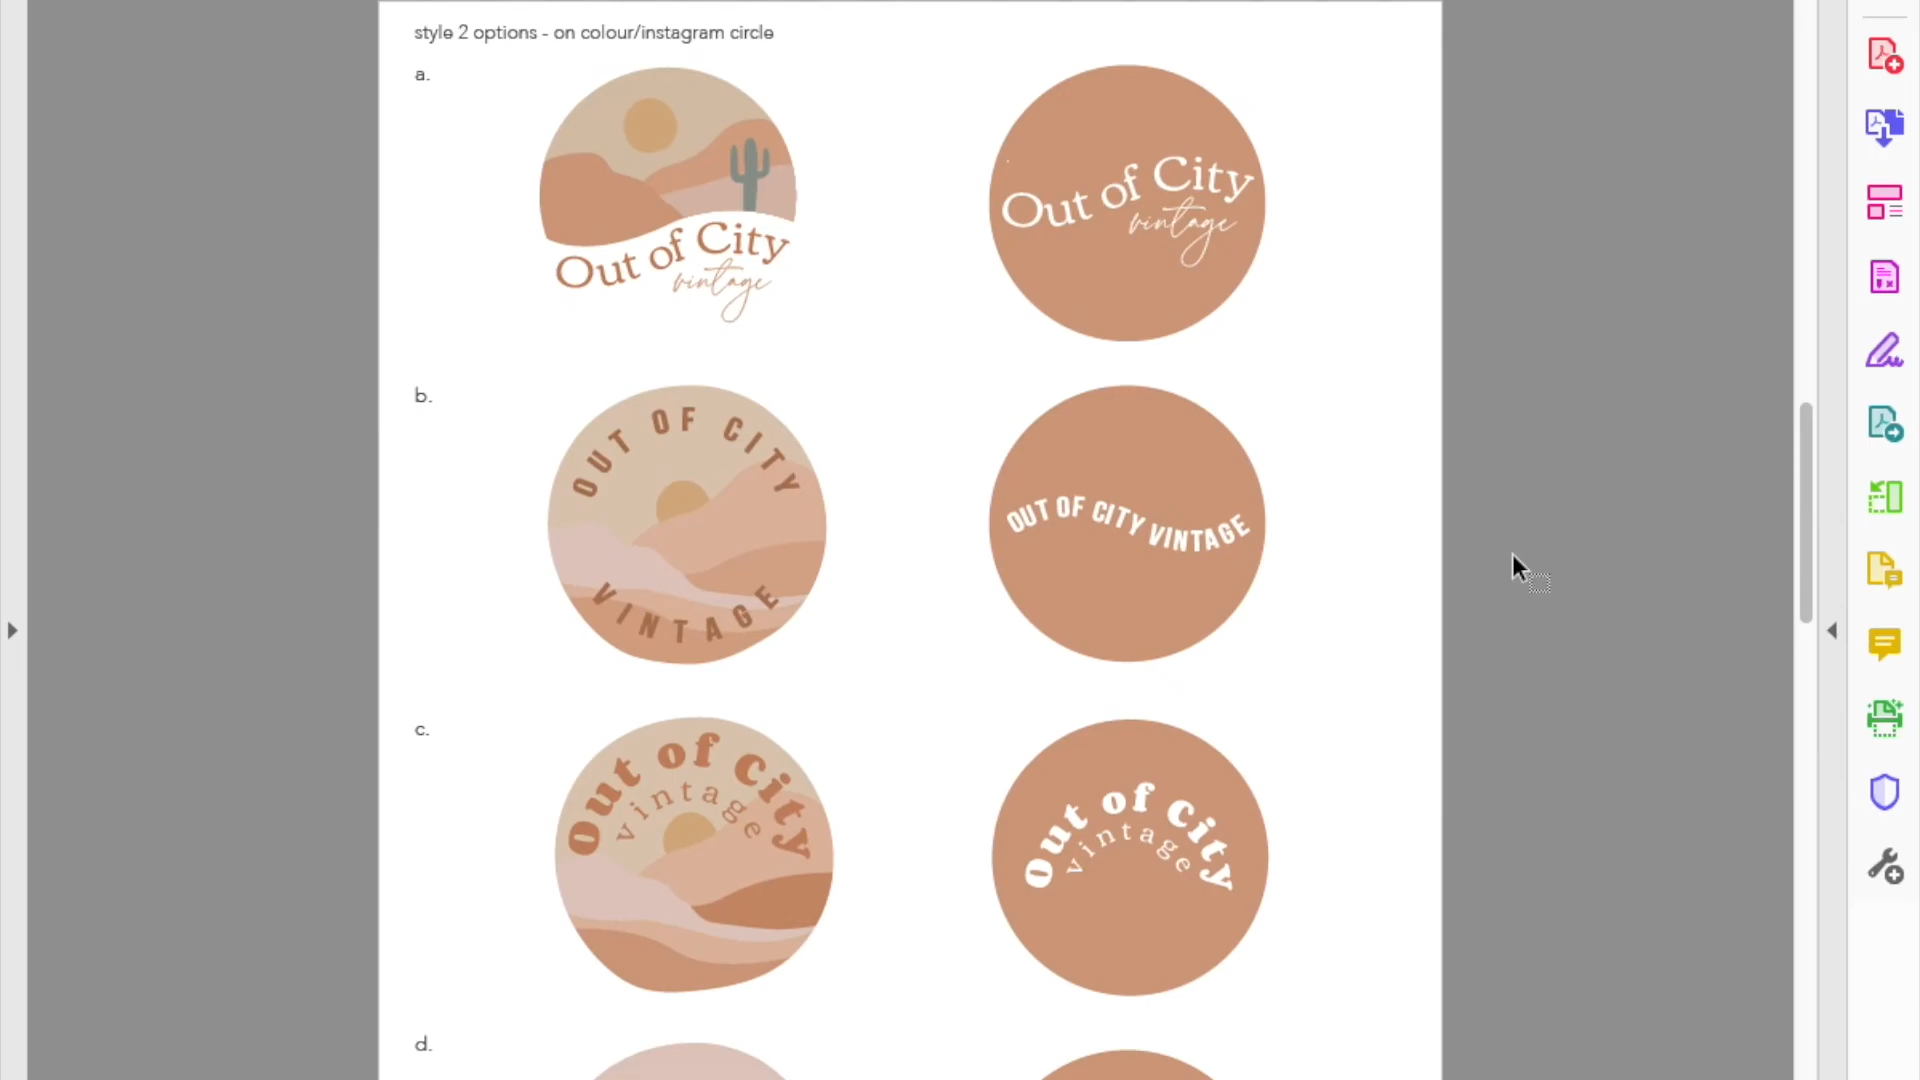 style 2 options - on colour/instagram circle
a.
Out of City
vintage
Out of City
vintage
b.
OUT OF CITY
VINTAGE
OUT OF CITY VINTAGE
c.
Out of City
vintage
Out of City
vintage
d.